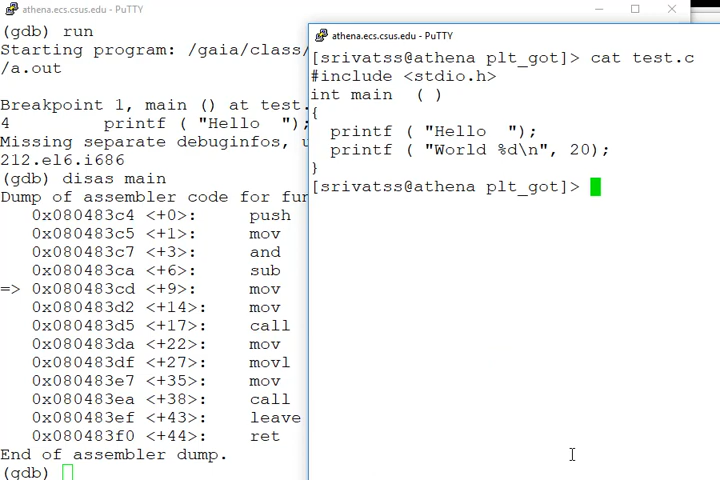 athena.ecs.csus.edu - PuTTY
(gdb) run
Starting program: /gaia/class/
/a.out
Breakpoint 1, main () at test.
4 printf ( "Hello ");
Missing separate debuginfos, u
212.el6.i686
(gdb) disas main
Dump of assembler code for fun
0x080483c4 <+0>: push
0x080483c5 <+1>: mov
0x080483c7 <+3>: and
0x080483ca <+6>: sub
=> 0x080483cd <+9>: mov
0x080483d2 <+14>: mov
0x080483d5 <+17>: call
0x080483da <+22>: mov
0x080483df <+27>: movl
0x080483e7 <+35>: mov
0x080483ea <+38>: call
0x080483ef <+43>: leave
0x080483f0 <+44>: ret
End of assembler dump.
(gdb)
athena.ecs.csus.edu - PuTTY
[srivatss@athena plt_got]> cat test.c
#include <stdio.h>
int main ( )
{
printf ( "Hello ");
printf ( "World %d\n", 20);
}
[srivatss@athena plt_got]>